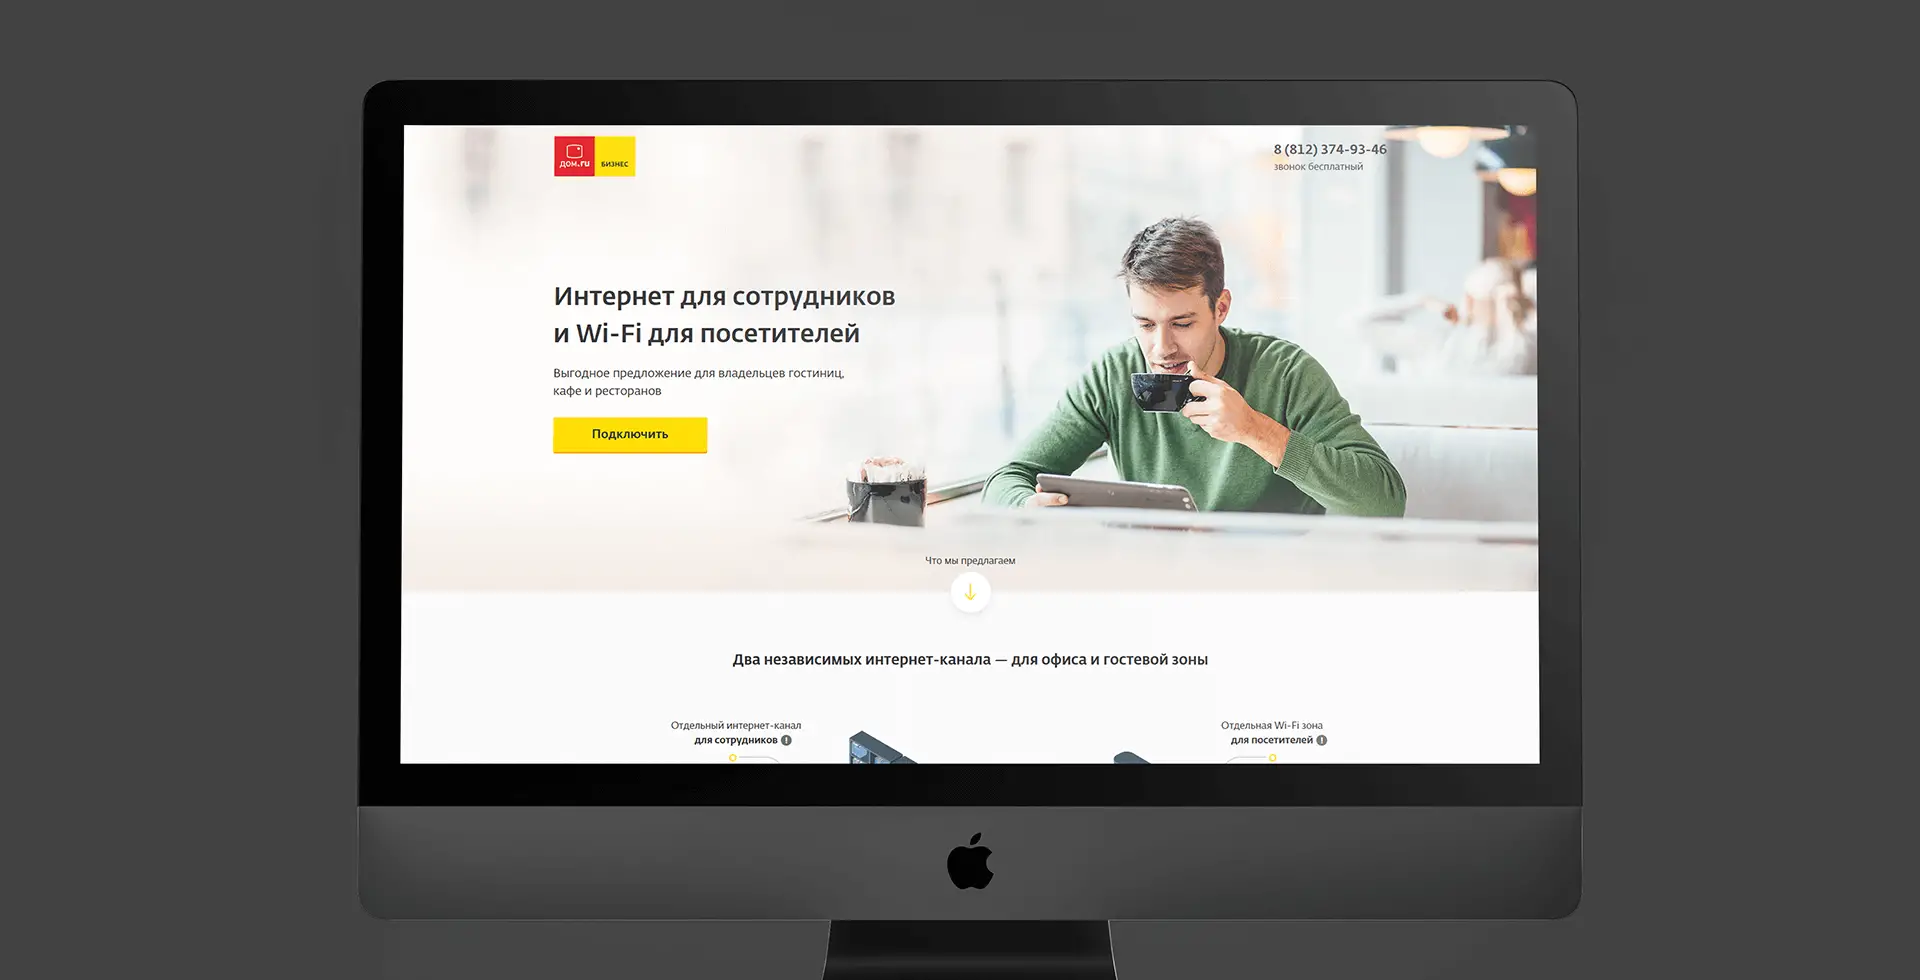 дом.ru
БИЗНЕС
8 (812) 374-93-46
звонок бесплатный
Интернет для сотрудников
и Wi-Fi для посетителей
Выгодное предложение для владельцев гостиниц,
кафе и ресторанов
Подключить
Что мы предлагаем
Два независимых интернет-канала — для офиса и гостевой зоны
Отдельный интернет-канал
для сотрудников
Отдельная Wi-Fi зона
для посетителей